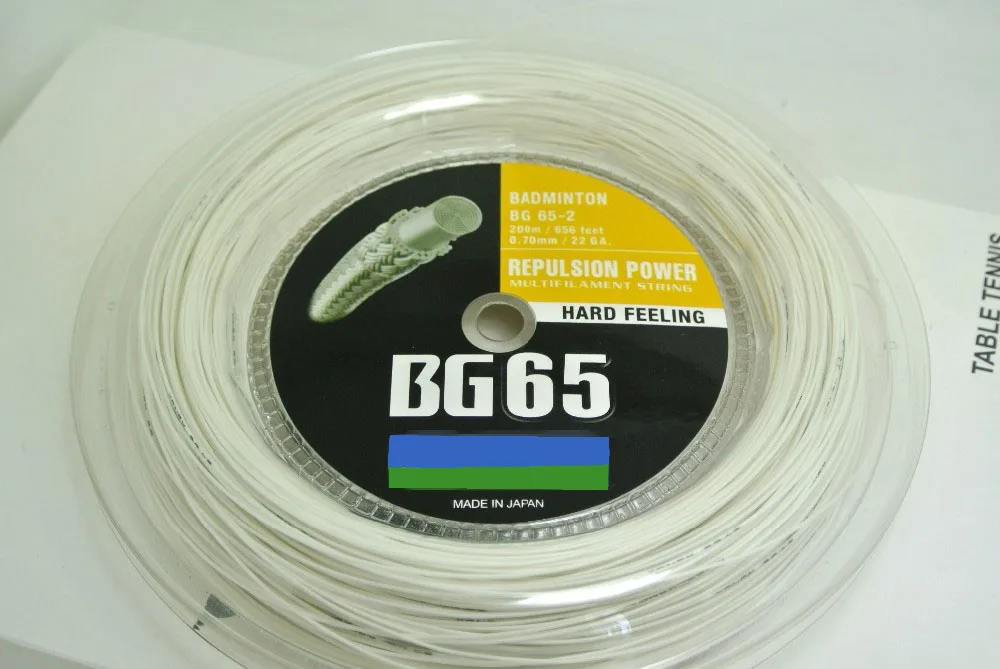 BADMINTON
BG 65-2
200m / 656 feet
0.70mm / 22 GA.
REPULSION POWER
MULTIFILAMENT STRING
HARD FEELING
BG65
MADE IN JAPAN
TABLE TENNIS